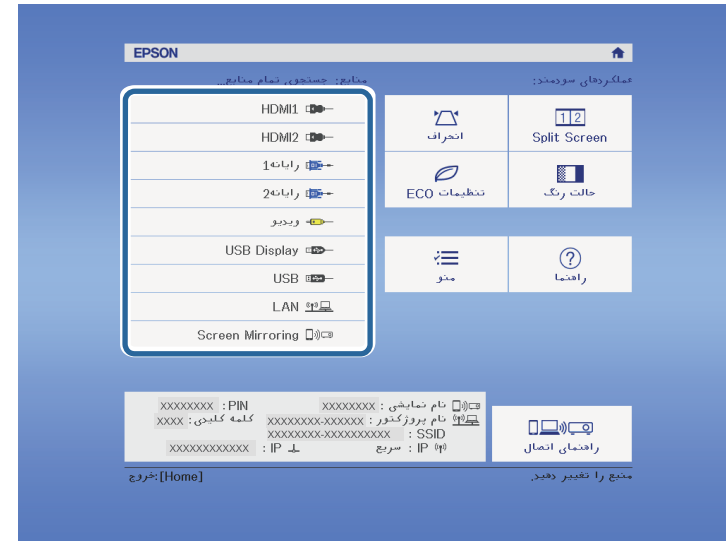 EPSON
عملکردهای سودمند:
منابع: جستجوی تمام منابع...
HDMI1
HDMI2
رایانه1
رایانه2
ویدیو
USB Display
USB
LAN
Screen Mirroring
1 2
Split Screen
انحراف
حالت رنگ
تنظیمات ECO
راهنما
منو
نام نمایشی : XXXXXXXX PIN : XXXXXXXX
نام پروژکتور : XXXXXXXX-XXXXXX کلمه کلیدی : XXXX
SSID : XXXXXXXX-XXXXXXXXXX
IP : سریع IP : XXXXXXXXXXXX
راهنمای اتصال
منبع را تغییر دهید.
[Home]:خروج